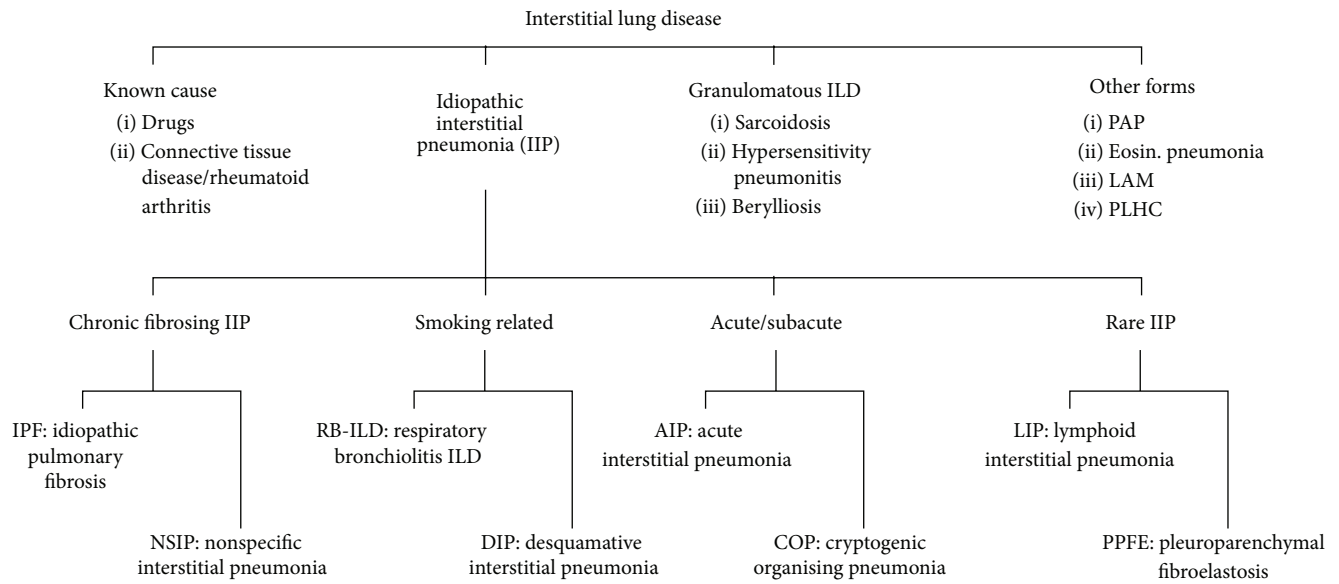 Interstitial lung disease
Known cause
(i) Drugs
(ii) Connective tissue
disease/rheumatoid
arthritis
Idiopathic
interstitial
pneumonia (IIP)
Granulomatous ILD
(i) Sarcoidosis
(ii) Hypersensitivity
pneumonitis
(iii) Berylliosis
Other forms
(i) PAP
(ii) Eosin. pneumonia
(iii) LAM
(iv) PLHC
Chronic fibrosing IIP
Smoking related
Acute/subacute
Rare IIP
IPF: idiopathic
pulmonary
fibrosis
RB-ILD: respiratory
bronchiolitis ILD
AIP: acute
interstitial pneumonia
LIP: lymphoid
interstitial pneumonia
NSIP: nonspecific
interstitial pneumonia
DIP: desquamative
interstitial pneumonia
COP: cryptogenic
organising pneumonia
PPFE: pleuroparenchymal
fibroelastosis